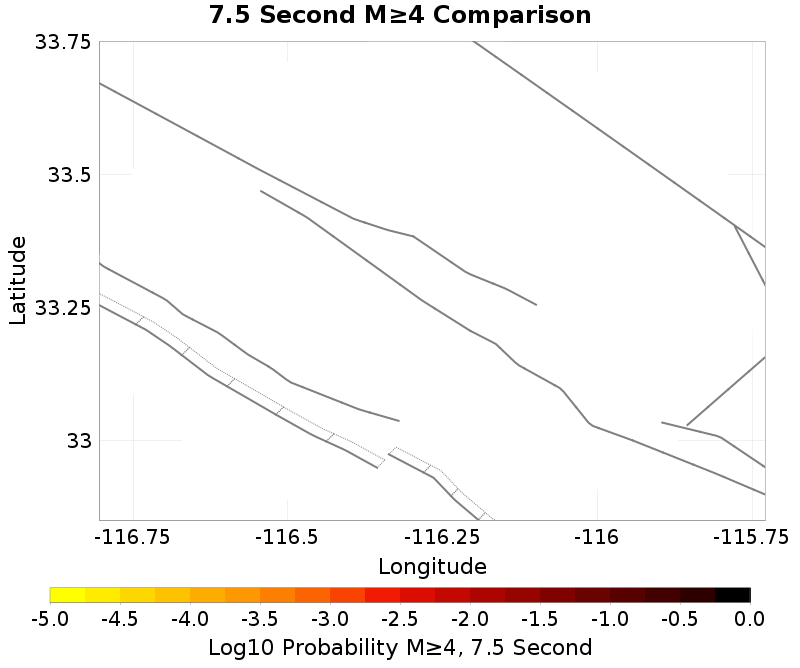 7.5 Second M≥4 Comparison
33.75
33.5
33.25
33
Latitude
-116.75 -116.5 -116.25 -116 -115.75
Longitude
-5.0 -4.5 -4.0 -3.5 -3.0 -2.5 -2.0 -1.5 -1.0 -0.5 0.0
Log10 Probability M≥4, 7.5 Second